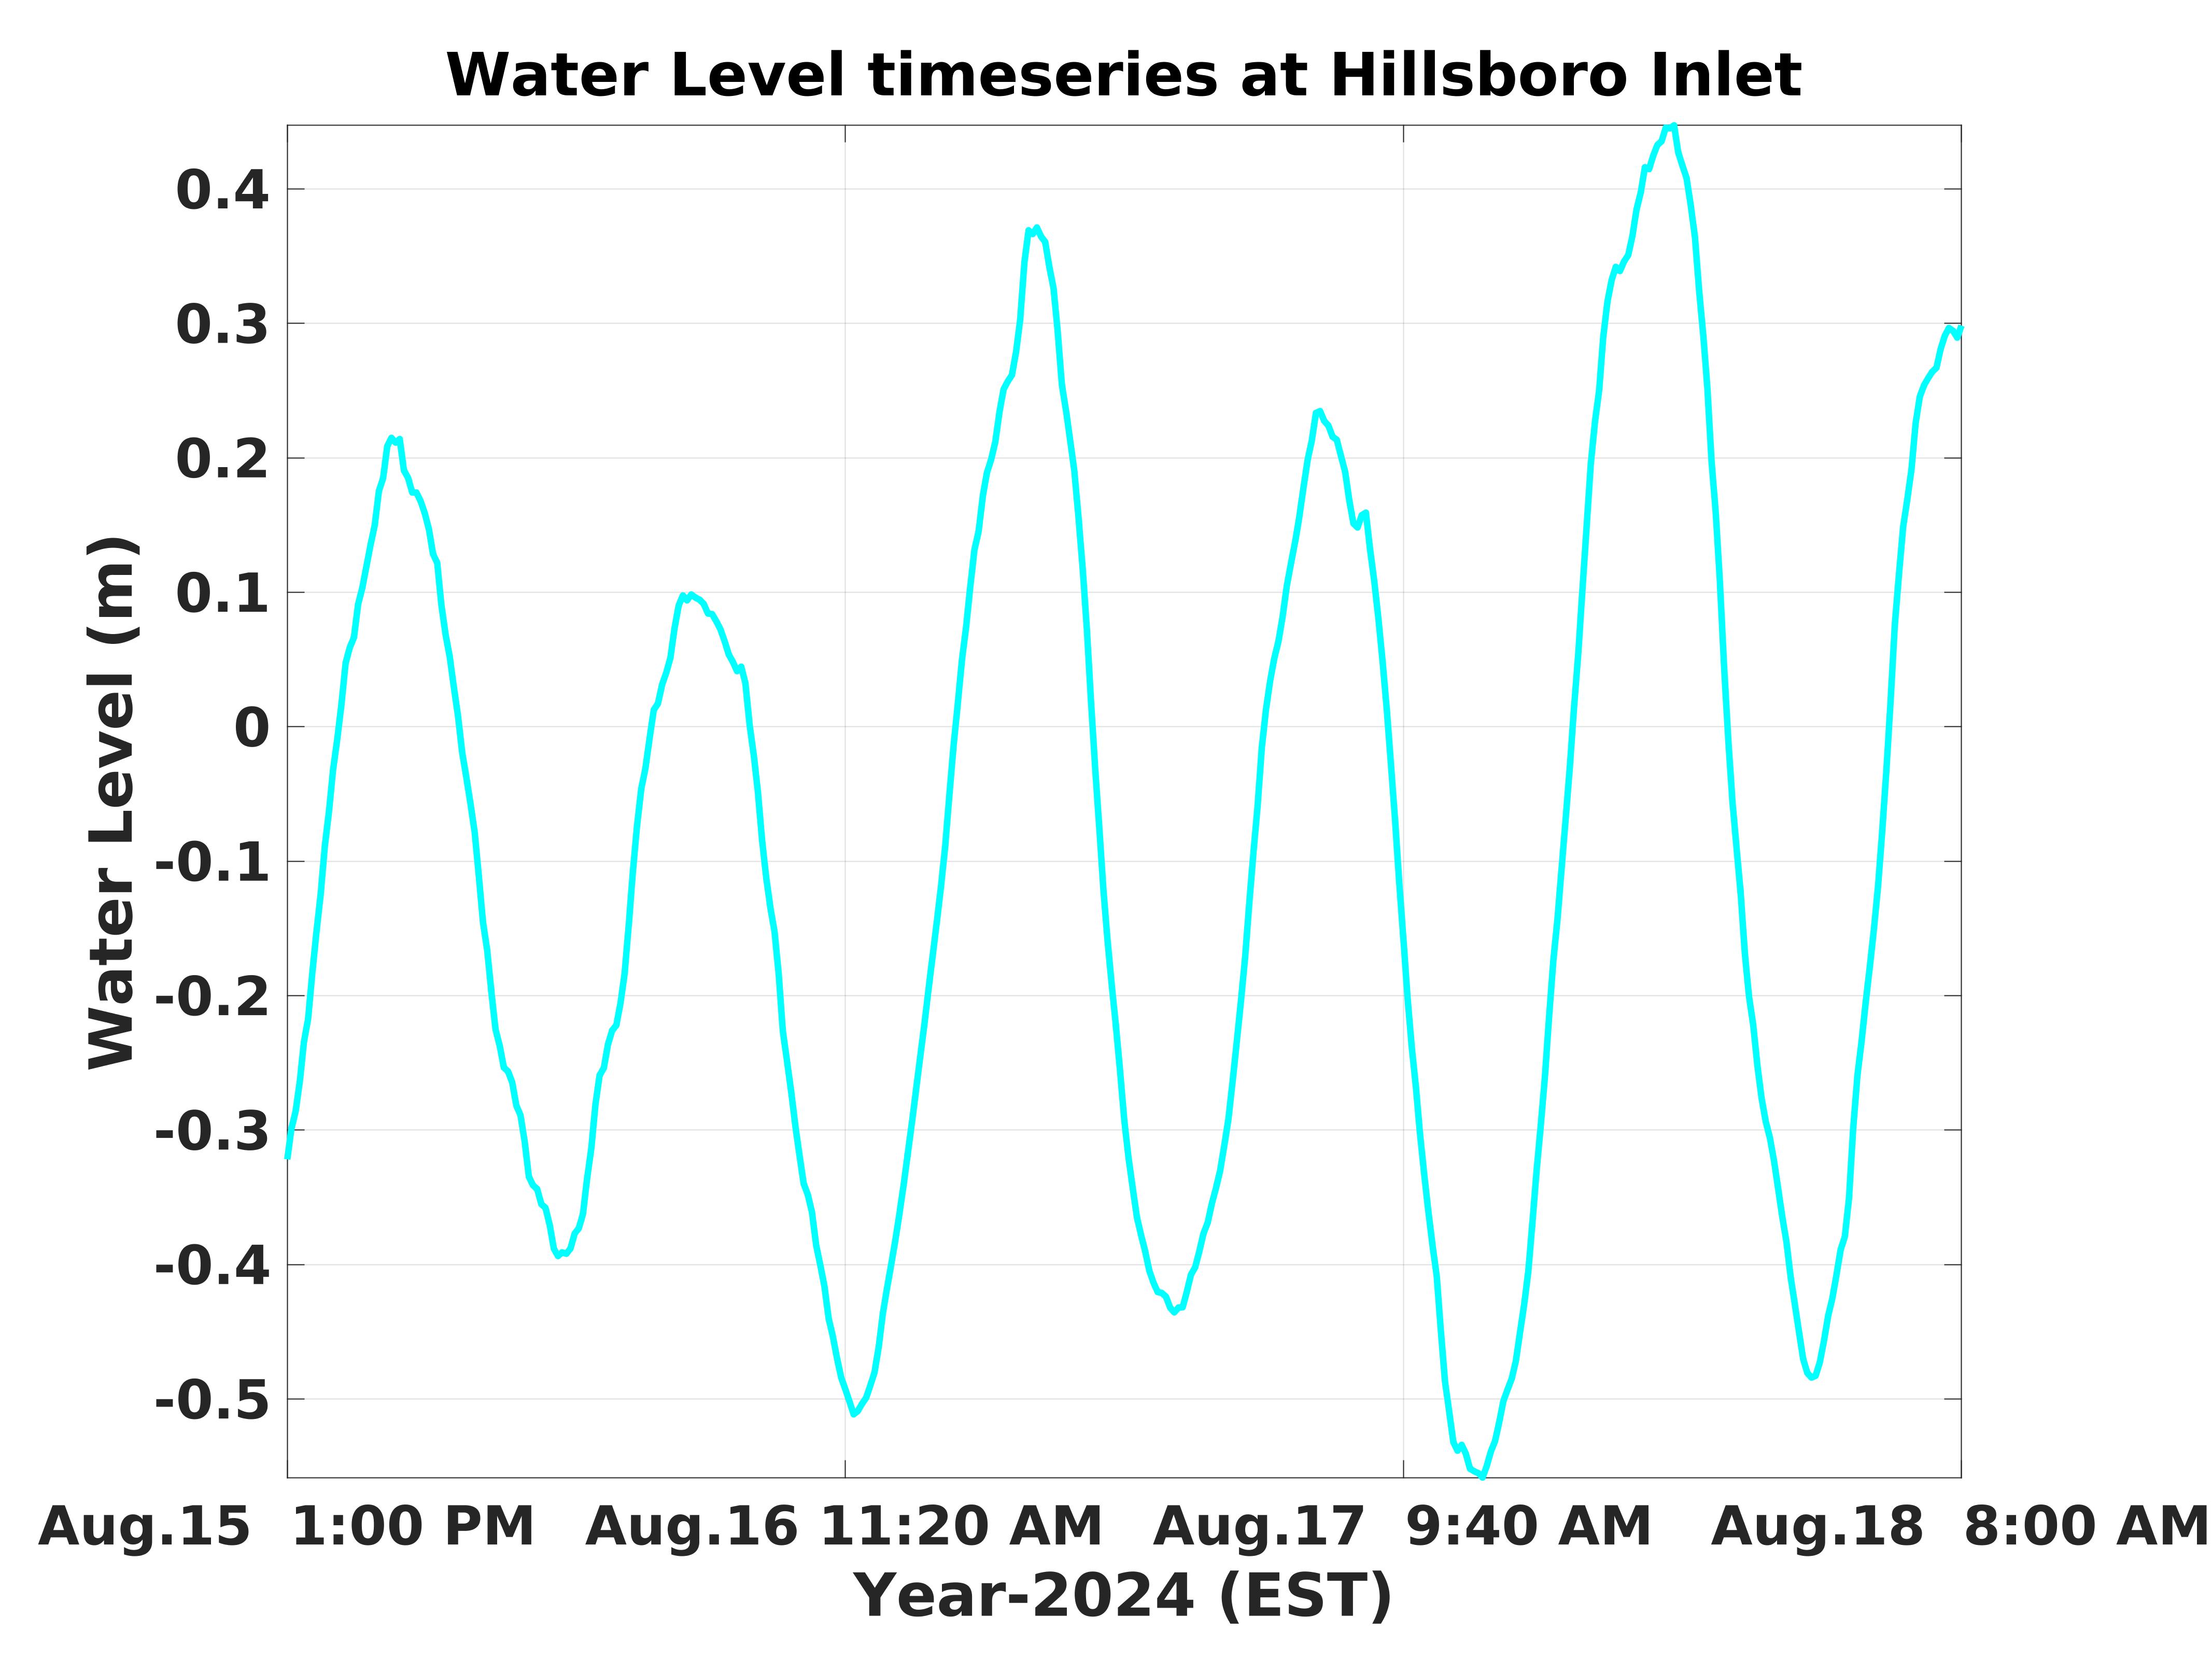 Water Level timeseries at Hillsboro Inlet
0.4
0.3
0.2
0.1
0
-0.1
-0.2
-0.3
-0.4
-0.5
Water Level (m)
Aug.15 1:00 PM Aug.16 11:20 AM Aug.17 9:40 AM Aug.18 8:00 AM
Year-2024 (EST)